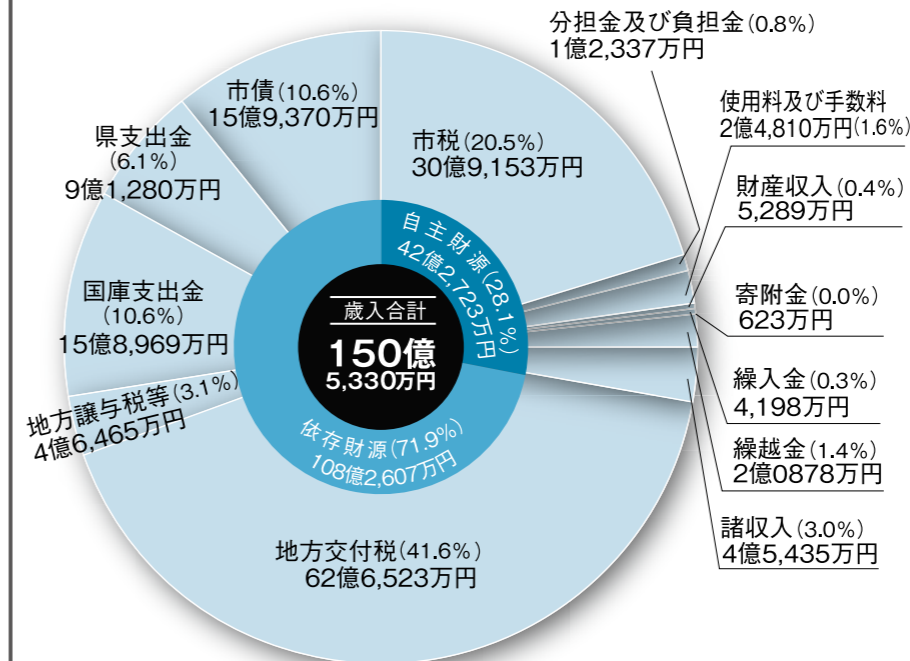 分担金及び負担金(0.8%)
1億2,337万円
使用料及び手数料
2億4,810万円(1.6%)
財産収入(0.4%)
5,289万円
寄附金(0.0%)
623万円
繰入金(0.3%)
4,198万円
繰越金(1.4%)
2億0878万円
諸収入(3.0%)
4億5,435万円
市税(20.5%)
30億9,153万円
市債(10.6%)
15億9,370万円
県支出金
(6.1%)
9億1,280万円
国庫支出金
(10.6%)
15億8,969万円
地方譲与税等(3.1%)
4億6,465万円
地方交付税(41.6%)
62億6,523万円
自主財源(28.1%)
42億2,723万円
依存財源(71.9%)
108億2,607万円
歳入合計
150億
5,330万円